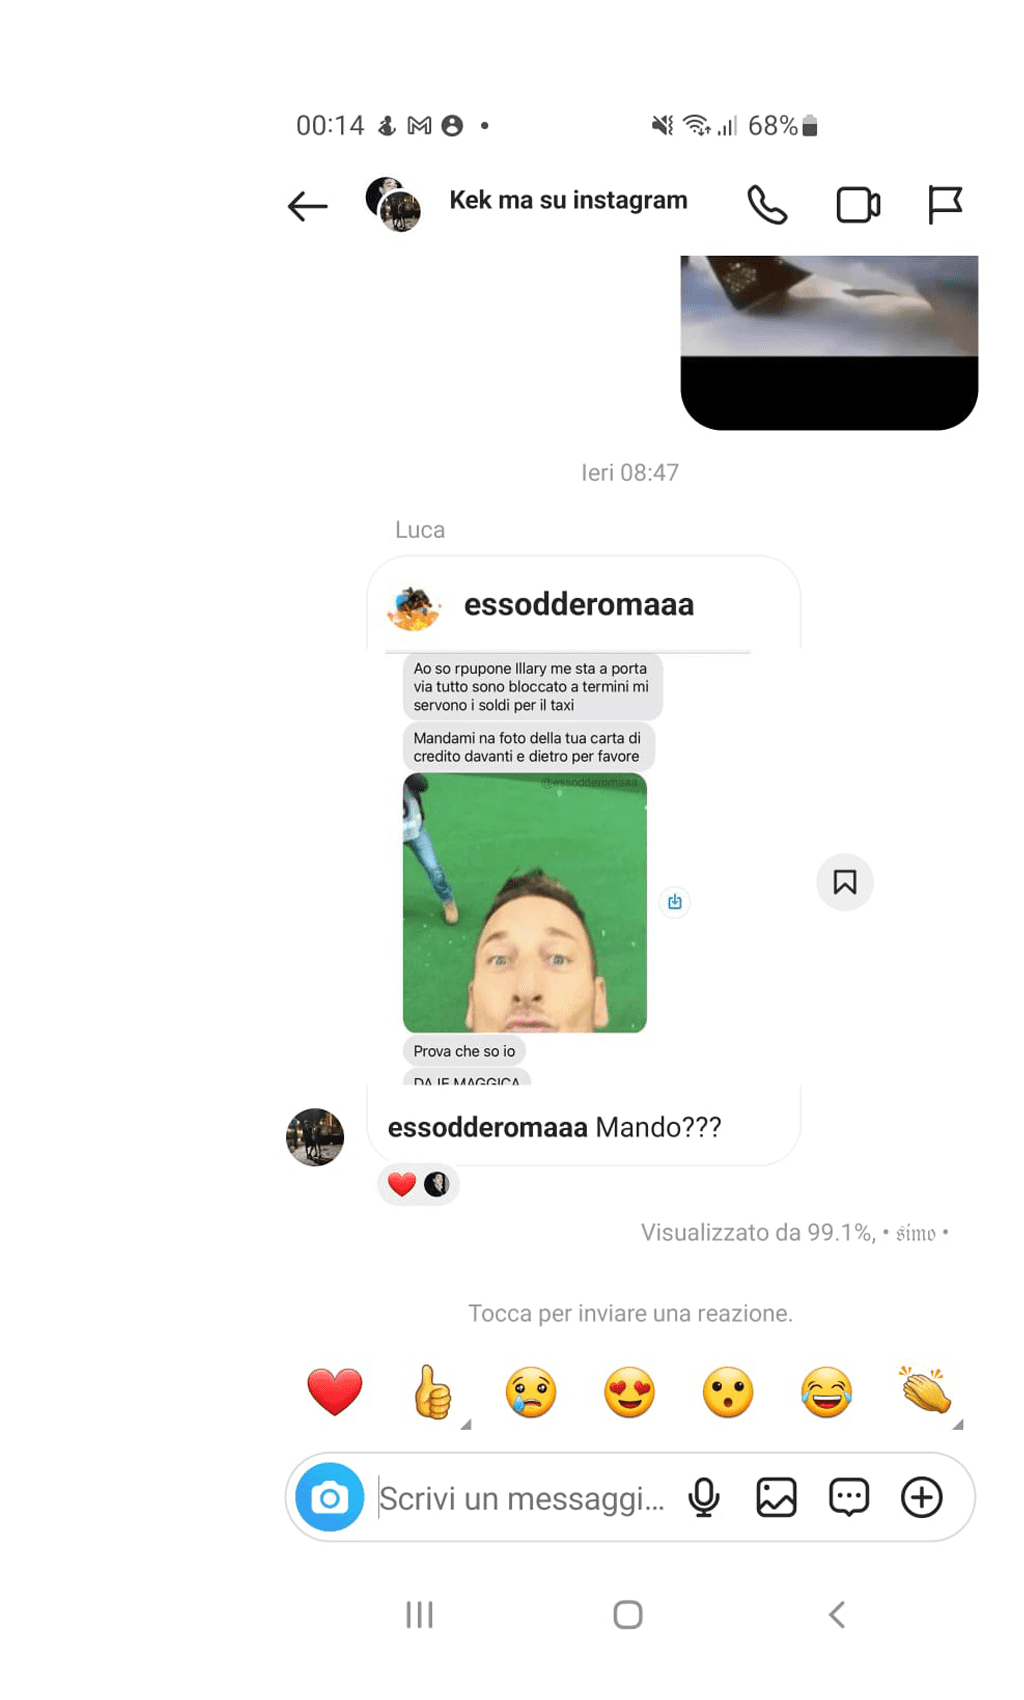 00:14
68%
Kek ma su instagram
Ieri 08:47
Luca
essodderomaaa
Ao so rpupone Illary me sta a porta
via tutto sono bloccato a termini mi
servono i soldi per il taxi
Mandami na foto della tua carta di
credito davanti e dietro per favore
@essodderomaaa
Prova che so io
DAJE MAGGICA
essodderomaaa Mando???
Visualizzato da 99.1%, • 𝔰𝔦𝔪𝔬 •
Tocca per inviare una reazione.
Scrivi un messaggi...